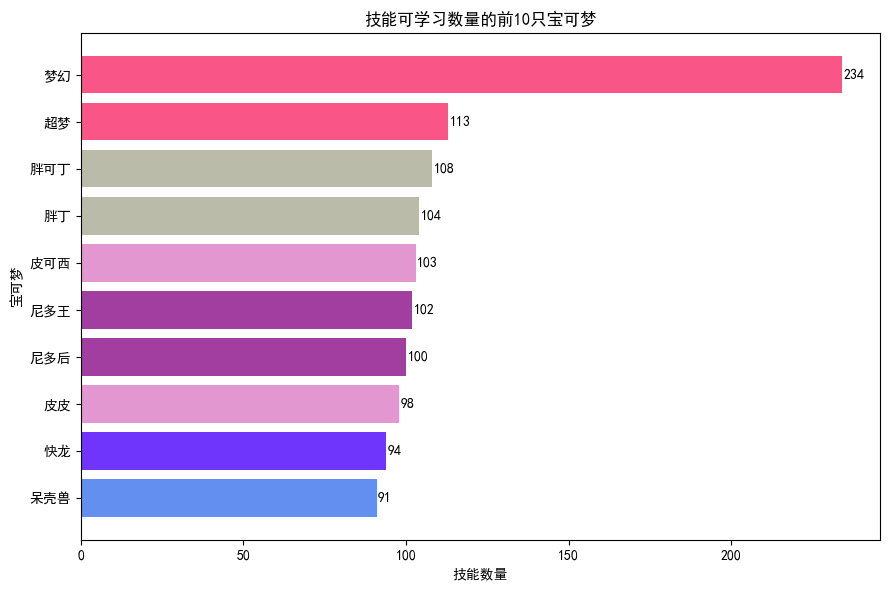 技能可学习数量的前10只宝可梦
宝可梦
梦幻 234
超梦 113
胖可丁 108
胖丁 104
皮可西 103
尼多王 102
尼多后 100
皮皮 98
快龙 94
呆壳兽 91
0 50 100 150 200
技能数量